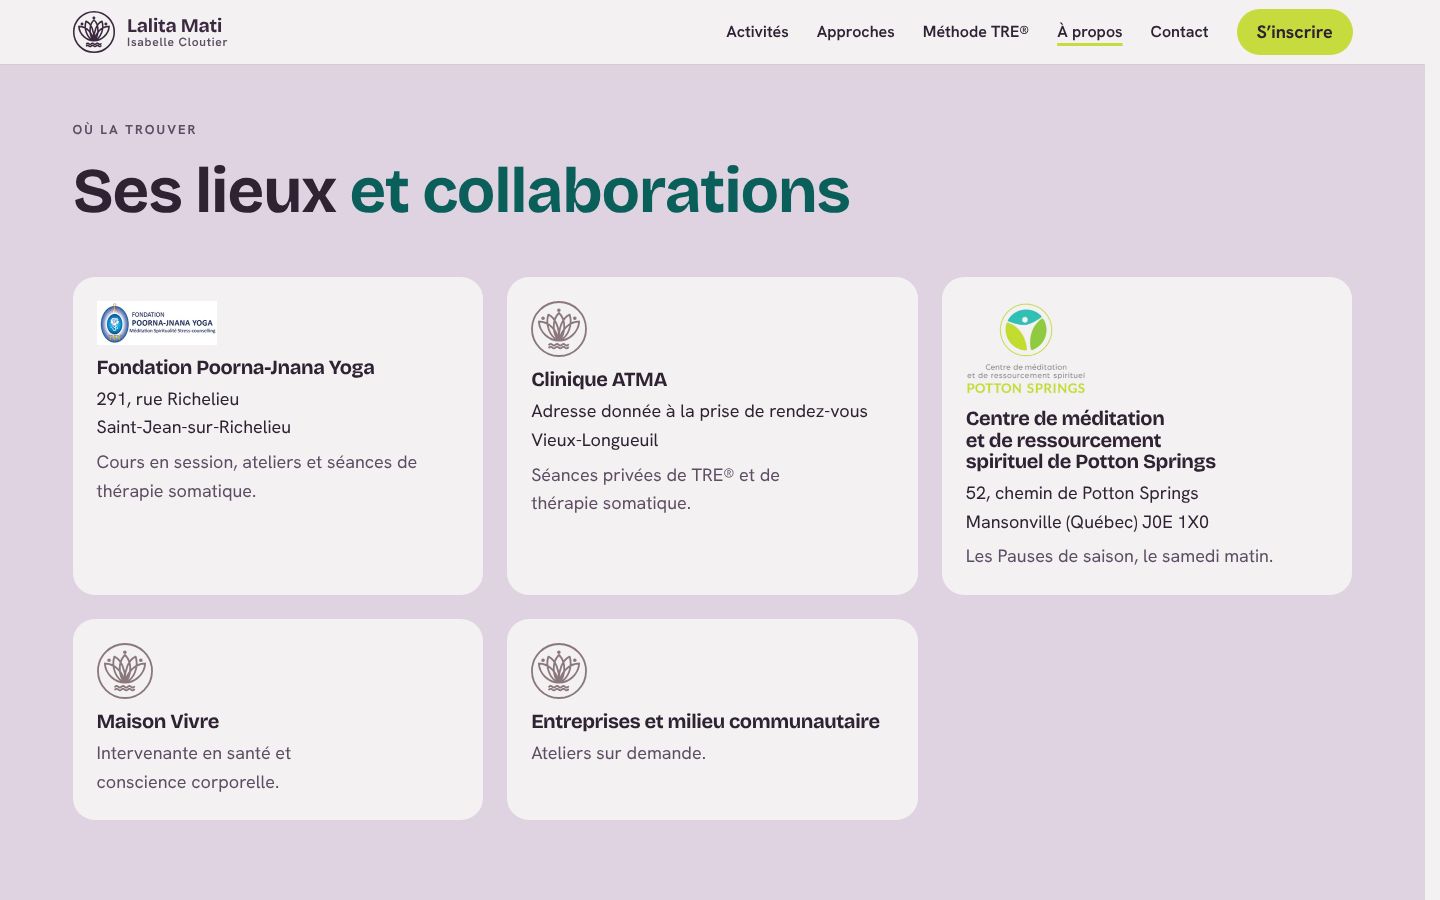 Lalita Mati
Isabelle Cloutier
Activités
Approches
Méthode TRE®
À propos
Contact
S’inscrire
OÙ LA TROUVER
Ses lieux et collaborations
FONDATION
POORNA-JNANA YOGA
Méditation Spiritualité Stress-counselling
Fondation Poorna-Jnana Yoga
291, rue Richelieu
Saint-Jean-sur-Richelieu
Cours en session, ateliers et séances de
thérapie somatique.
Clinique ATMA
Adresse donnée à la prise de rendez-vous
Vieux-Longueuil
Séances privées de TRE® et de
thérapie somatique.
Centre de méditation
et de ressourcement spirituel
POTTON SPRINGS
Centre de méditation
et de ressourcement
spirituel de Potton Springs
52, chemin de Potton Springs
Mansonville (Québec) J0E 1X0
Les Pauses de saison, le samedi matin.
Maison Vivre
Intervenante en santé et
conscience corporelle.
Entreprises et milieu communautaire
Ateliers sur demande.